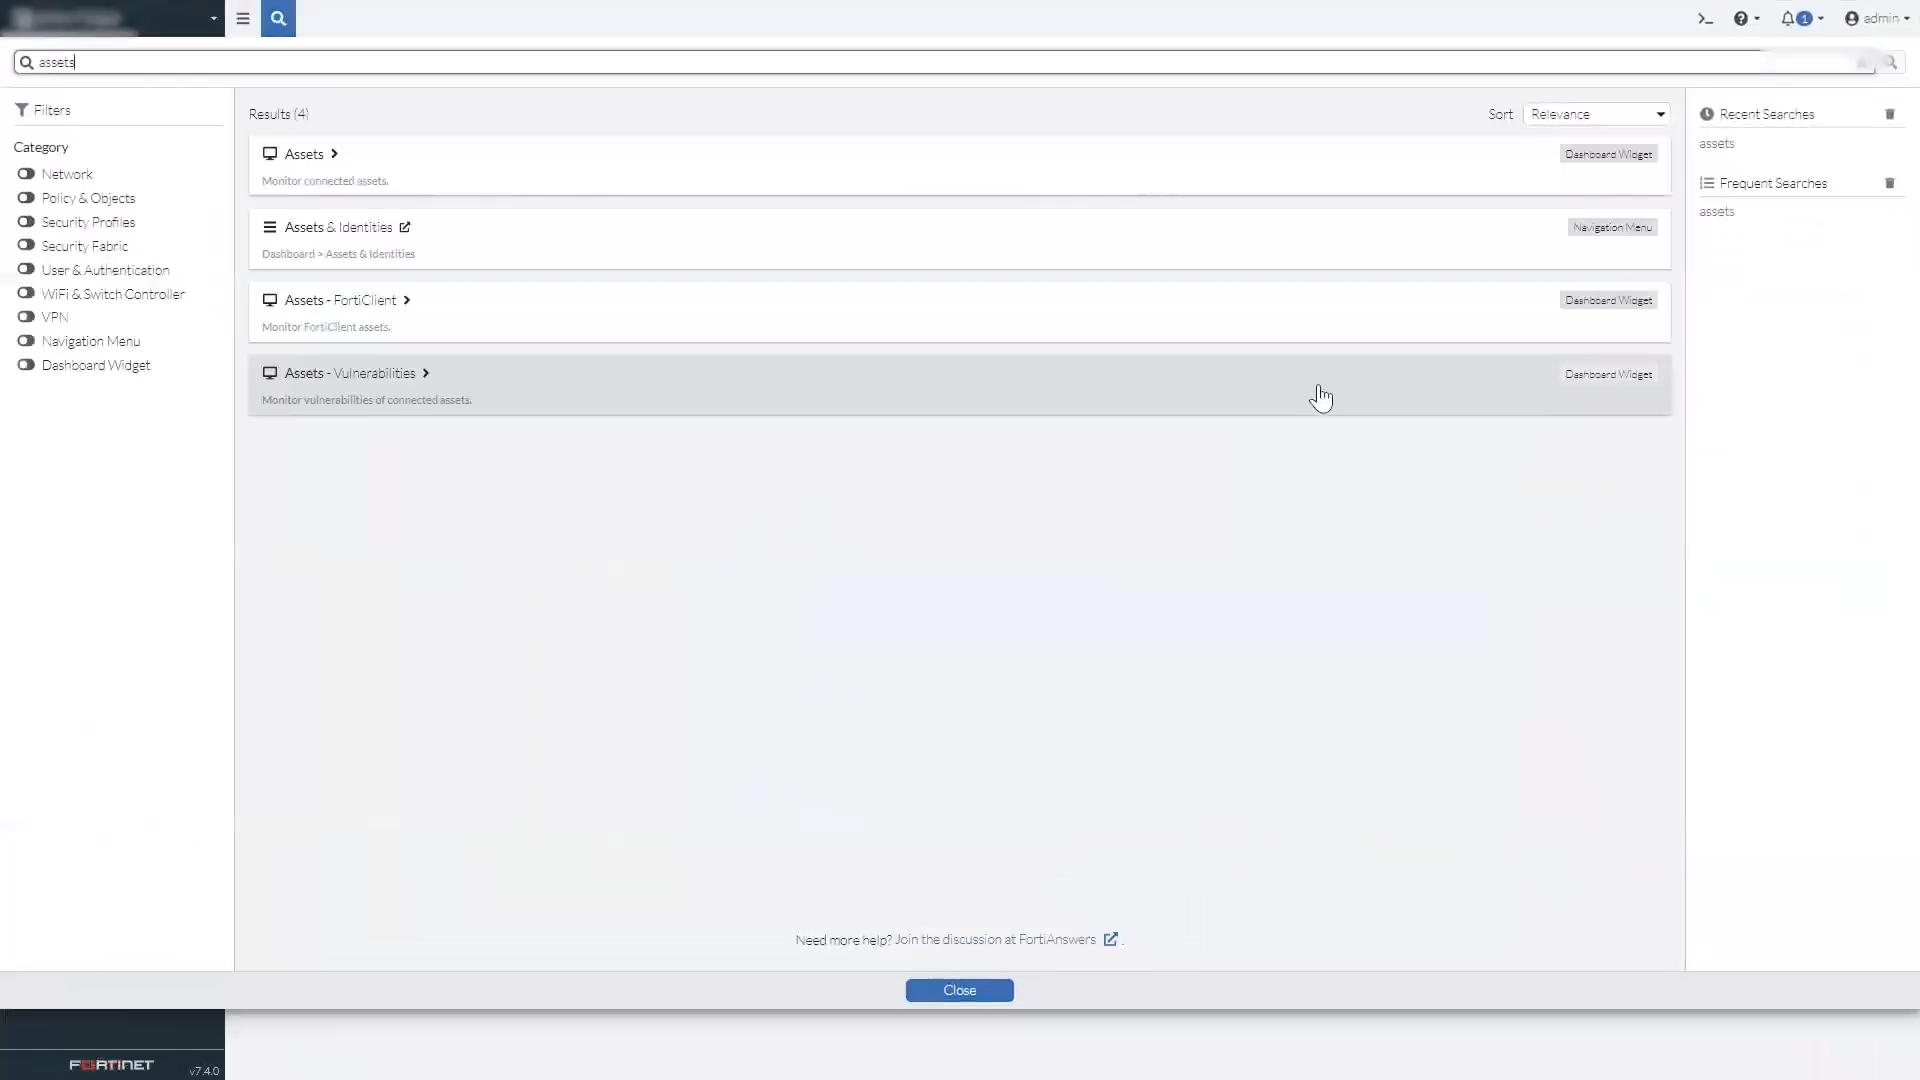 1
admin
assets
Filters
Category
Network
Policy & Objects
Security Profiles
Security Fabric
User & Authentication
WiFi & Switch Controller
VPN
Navigation Menu
Dashboard Widget
Results (4)
Sort Relevance
Assets
Dashboard Widget
Monitor connected assets.
Assets & Identities
Navigation Menu
Dashboard > Assets & Identities
Assets - FortiClient
Dashboard Widget
Monitor FortiClient assets.
Assets - Vulnerabilities
Dashboard Widget
Monitor vulnerabilities of connected assets.
Need more help? Join the discussion at FortiAnswers .
Recent Searches
assets
Frequent Searches
assets
Close
FORTINET
v7.4.0